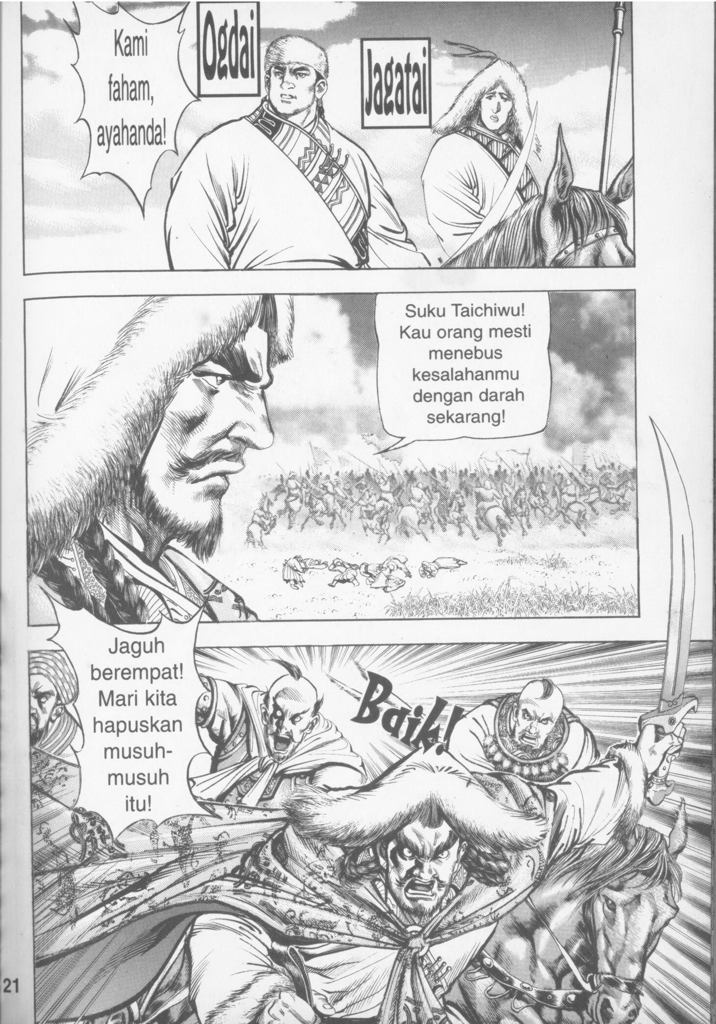 Kami
faham,
ayahanda!
Ogdai
Jagatai
Suku Taichiwu!
Kau orang mesti
menebus
kesalahanmu
dengan darah
sekarang!
Jaguh
berempat!
Mari kita
hapuskan
musuh-
musuh
itu!
Baik!
21